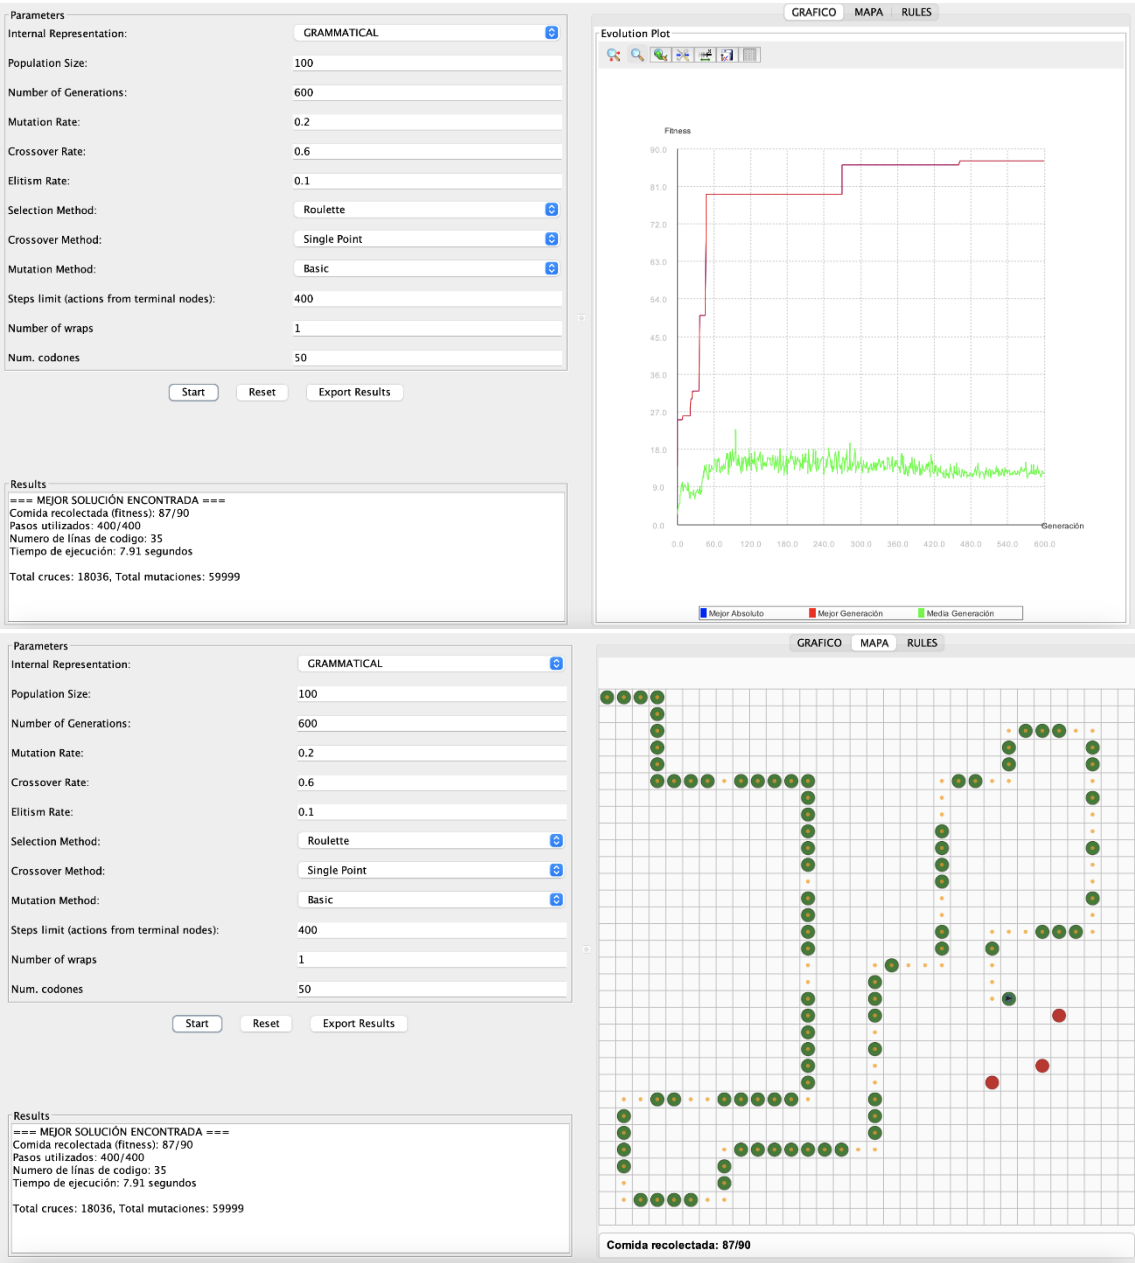 Parameters
Internal Representation: GRAMMATICAL
Population Size: 100
Number of Generations: 600
Mutation Rate: 0.2
Crossover Rate: 0.6
Elitism Rate: 0.1
Selection Method: Roulette
Crossover Method: Single Point
Mutation Method: Basic
Steps limit (actions from terminal nodes): 400
Number of wraps 1
Num. codones 50
Start Reset Export Results
Results
=== MEJOR SOLUCIÓN ENCONTRADA ===
Comida recolectada (fitness): 87/90
Pasos utilizados: 400/400
Numero de línas de codigo: 35
Tiempo de ejecución: 7.91 segundos
Total cruces: 18036, Total mutaciones: 59999
GRAFICO MAPA RULES
Evolution Plot
Fitness
90.0
81.0
72.0
63.0
54.0
45.0
36.0
27.0
18.0
9.0
0.0
Generación
0.0 60.0 120.0 180.0 240.0 300.0 360.0 420.0 480.0 540.0 600.0
Mejor Absoluto Mejor Generación Media Generación
Parameters
Internal Representation: GRAMMATICAL
Population Size: 100
Number of Generations: 600
Mutation Rate: 0.2
Crossover Rate: 0.6
Elitism Rate: 0.1
Selection Method: Roulette
Crossover Method: Single Point
Mutation Method: Basic
Steps limit (actions from terminal nodes): 400
Number of wraps 1
Num. codones 50
Start Reset Export Results
Results
=== MEJOR SOLUCIÓN ENCONTRADA ===
Comida recolectada (fitness): 87/90
Pasos utilizados: 400/400
Numero de línas de codigo: 35
Tiempo de ejecución: 7.91 segundos
Total cruces: 18036, Total mutaciones: 59999
GRAFICO MAPA RULES
Comida recolectada: 87/90